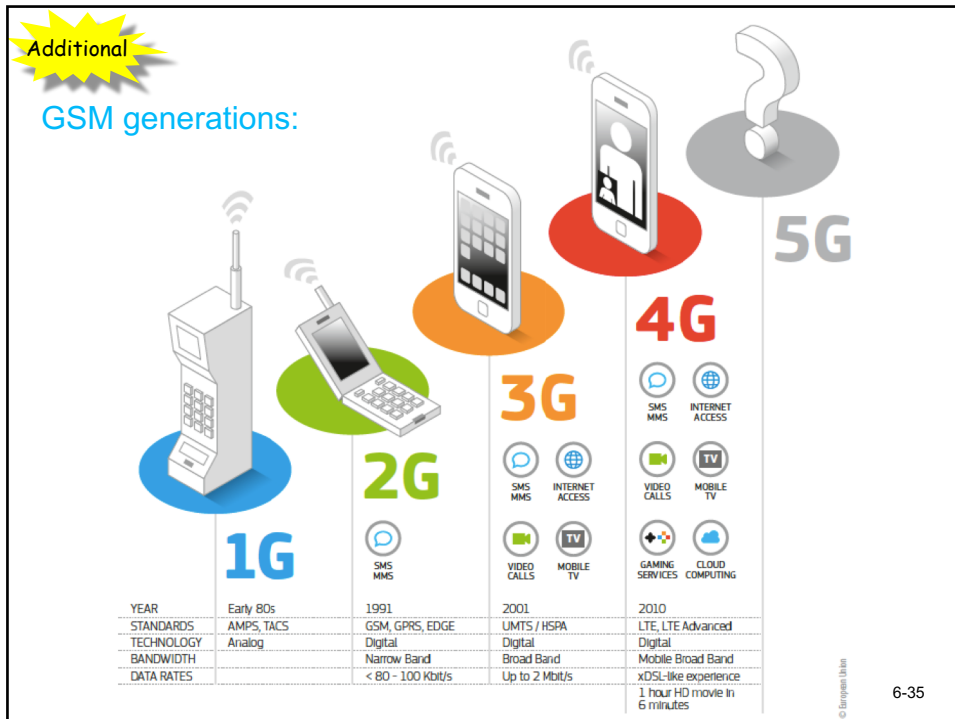 Additional
GSM generations:
5G
4G
SMS MMS
INTERNET ACCESS
VIDEO CALLS
TV
MOBILE TV
GAMING SERVICES
CLOUD COMPUTING
3G
SMS MMS
INTERNET ACCESS
VIDEO CALLS
TV
MOBILE TV
2G
SMS MMS
1G
YEAR Early 80s 1991 2001 2010
STANDARDS AMPS, TACS GSM, GPRS, EDGE UMTS / HSPA LTE, LTE Advanced
TECHNOLOGY Analog Digital Digital Digital
BANDWIDTH Narrow Band Broad Band Mobile Broad Band
DATA RATES < 80 - 100 Kbit/s Up to 2 Mbit/s xDSL-like experience
1 hour HD movie in
6 minutes
© European Union
6-35